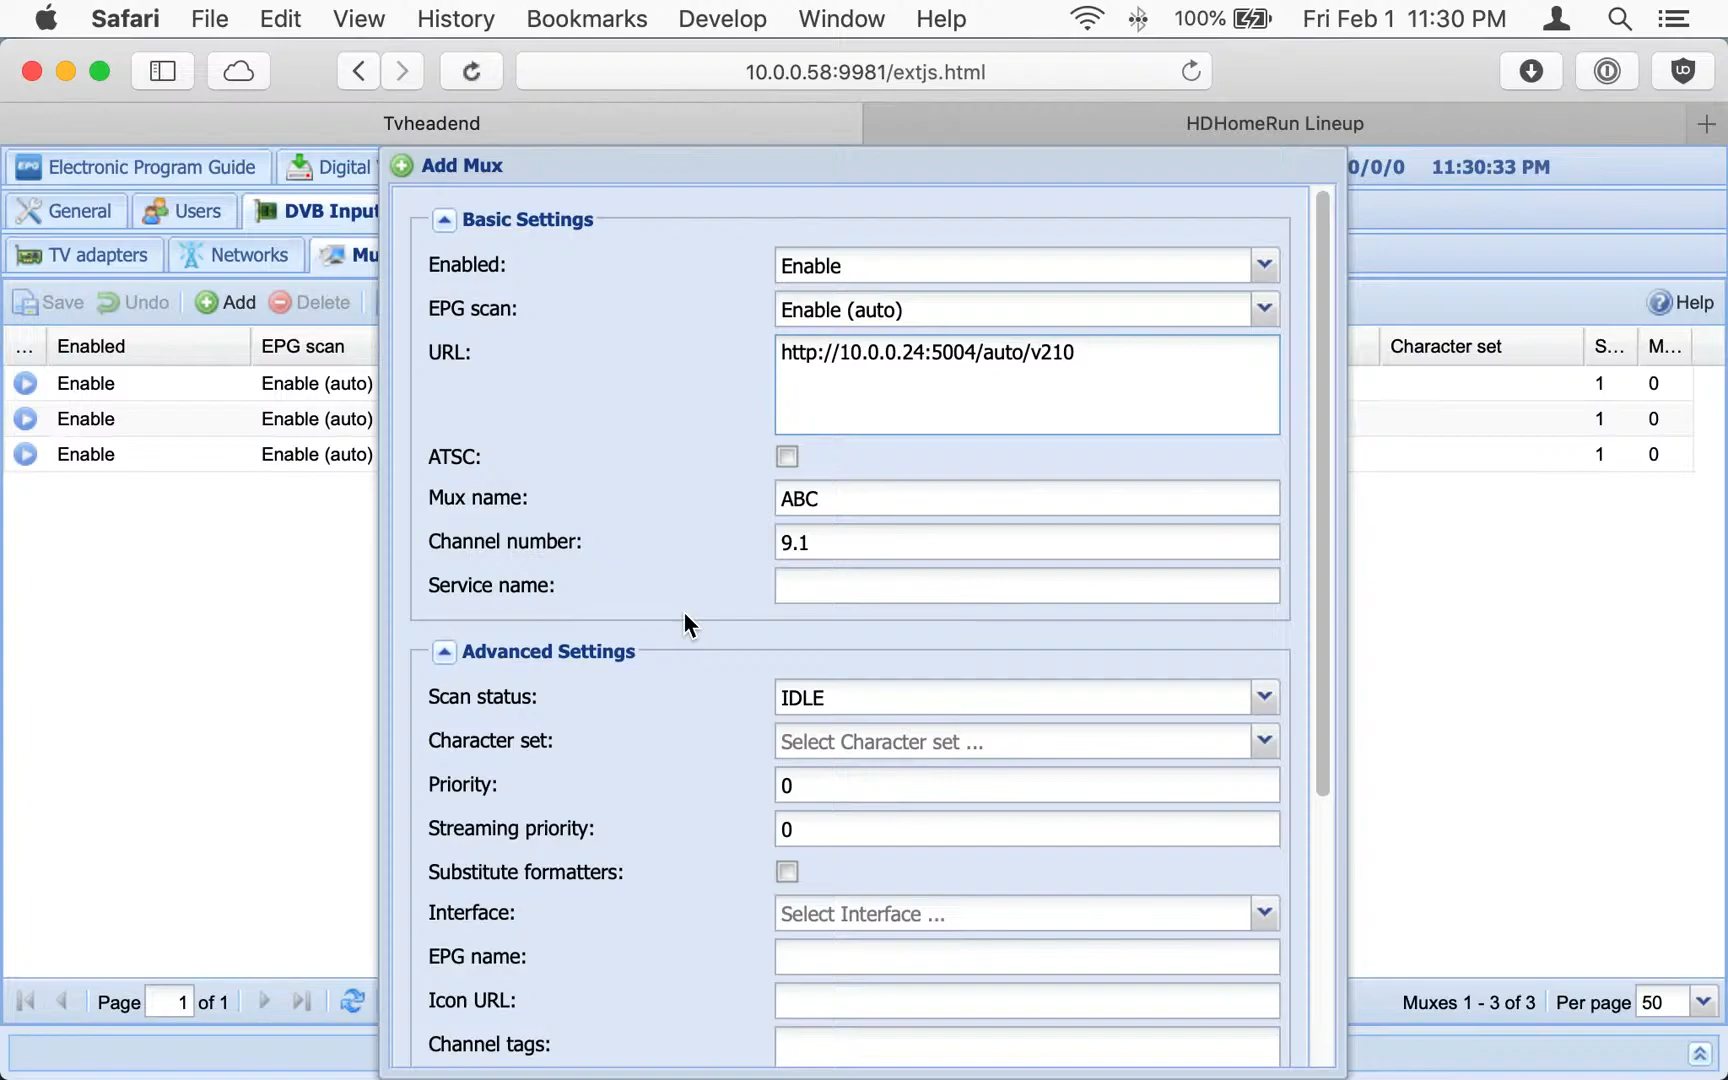 Safari File Edit View History Bookmarks Develop Window Help 100% Fri Feb 1 11:30 PM
10.0.0.58:9981/extjs.html
Tvheadend HDHomeRun Lineup
Electronic Program Guide Digital Add Mux 0/0/0 11:30:33 PM
General Users DVB Input
Basic Settings
TV adapters Networks Mu
Enabled: Enable
Save Undo Add Delete Help
EPG scan: Enable (auto)
... Enabled EPG scan Character set S... M...
URL: http://10.0.0.24:5004/auto/v210
Enable Enable (auto) 1 0
Enable Enable (auto) 1 0
Enable Enable (auto) 1 0
ATSC:
Mux name: ABC
Channel number: 9.1
Service name:
Advanced Settings
Scan status: IDLE
Character set: Select Character set ...
Priority: 0
Streaming priority: 0
Substitute formatters:
Interface: Select Interface ...
EPG name:
Icon URL:
Channel tags:
Page 1 of 1 Muxes 1 - 3 of 3 Per page 50